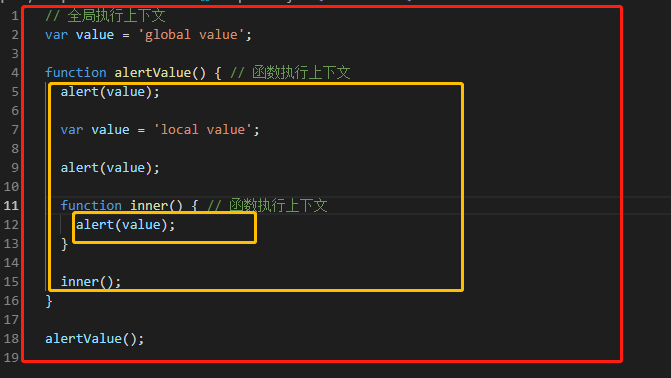 1 // 全局执行上下文
2 var value = 'global value';
3
4 function alertValue() { // 函数执行上下文
5 alert(value);
6
7 var value = 'local value';
8
9 alert(value);
10
11 function inner() { // 函数执行上下文
12 alert(value);
13 }
14
15 inner();
16 }
17
18 alertValue();
19